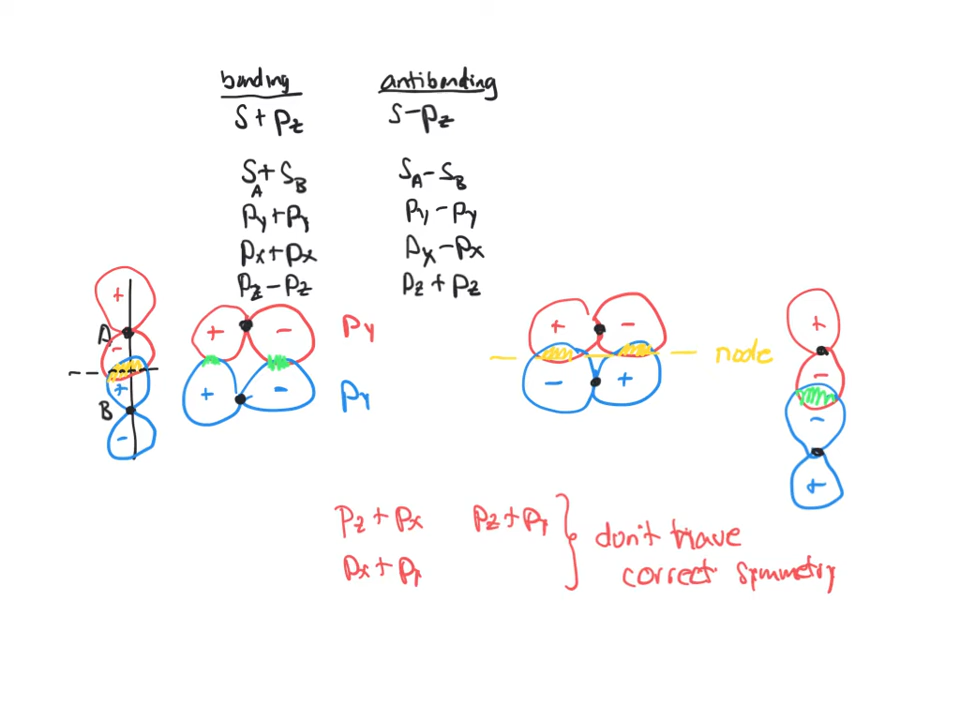 bonding antibonding
S+Pz S-Pz
SA+SB SA-SB
Py+Py Py-Py
Px+Px Px-Px
Pz-Pz Pz+Pz
+ + - Py + - +
A - - node -
+ + - Py - + -
B
- +
Pz+Px Pz+Py
don't have
Px+Py correct symmetry